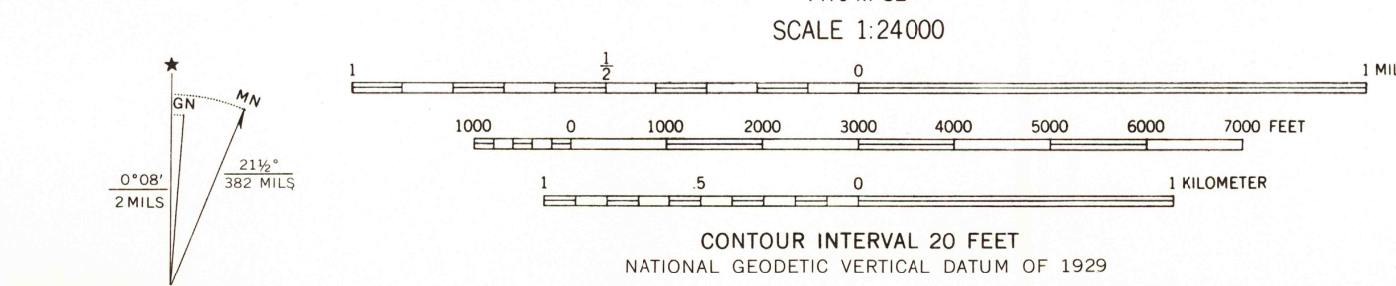 SCALE 1:24000
★
GN
MN
0°08'
2 MILS
21½°
382 MILS
1 ½ 0 1 MIL
1000 0 1000 2000 3000 4000 5000 6000 7000 FEET
1 .5 0 1 KILOMETER
CONTOUR INTERVAL 20 FEET
NATIONAL GEODETIC VERTICAL DATUM OF 1929